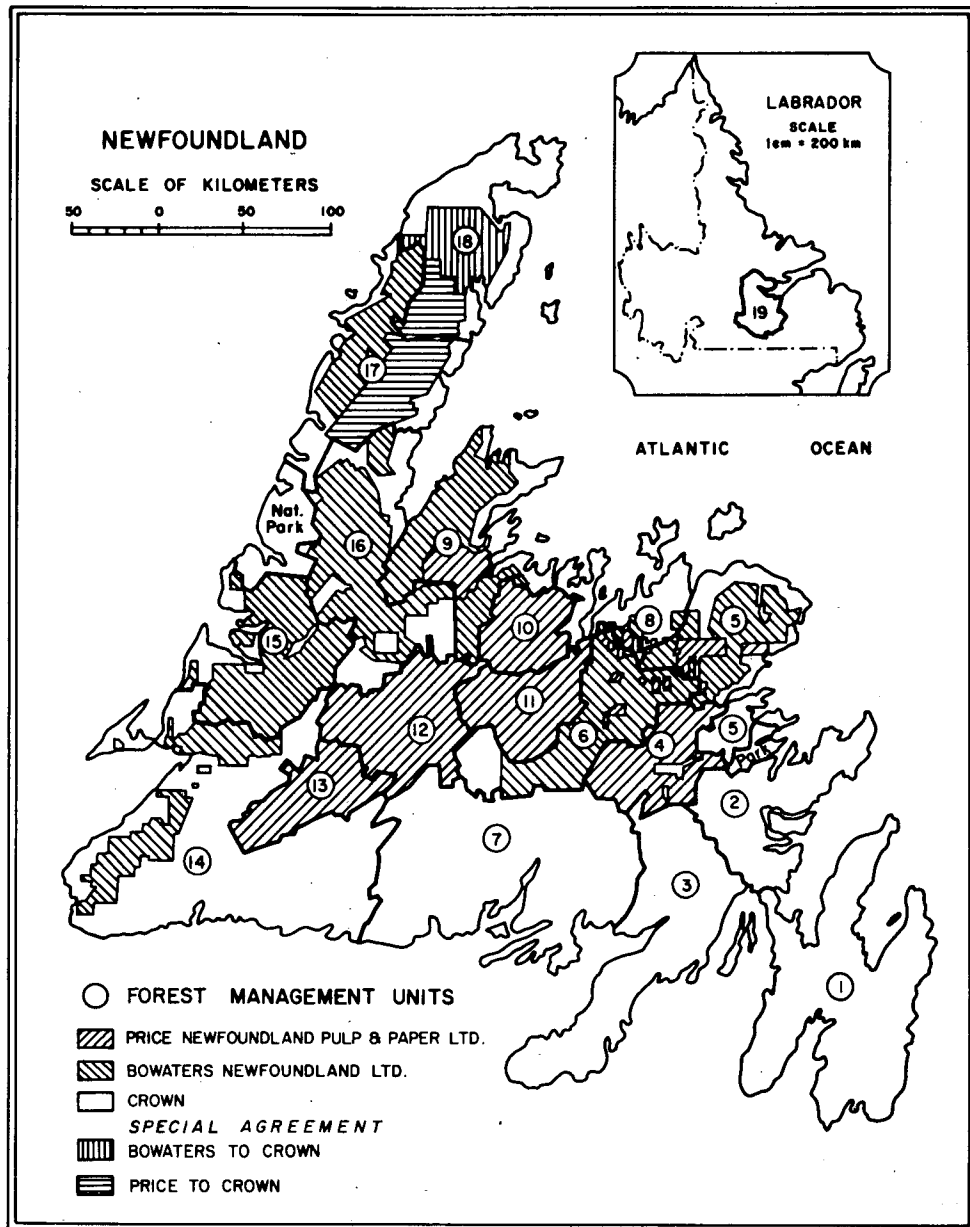 NEWFOUNDLAND
SCALE OF KILOMETERS
50 0 50 100
LABRADOR
SCALE
1cm = 200 km
19
ATLANTIC OCEAN
18
17
Nat.
Park
16
9
10
8
5
15
11
12
6
4
5
Park
13
2
7
14
3
1
FOREST MANAGEMENT UNITS
PRICE NEWFOUNDLAND PULP & PAPER LTD.
BOWATERS NEWFOUNDLAND LTD.
CROWN
SPECIAL AGREEMENT
BOWATERS TO CROWN
PRICE TO CROWN